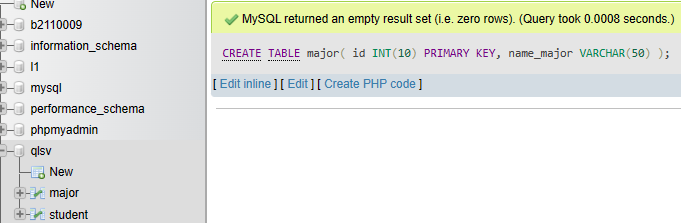 New
b2110009
information_schema
l1
mysql
performance_schema
phpmyadmin
qlsv
New
major
student
MySQL returned an empty result set (i.e. zero rows). (Query took 0.0008 seconds.)
CREATE TABLE major( id INT(10) PRIMARY KEY, name_major VARCHAR(50) );
[ Edit inline ] [ Edit ] [ Create PHP code ]